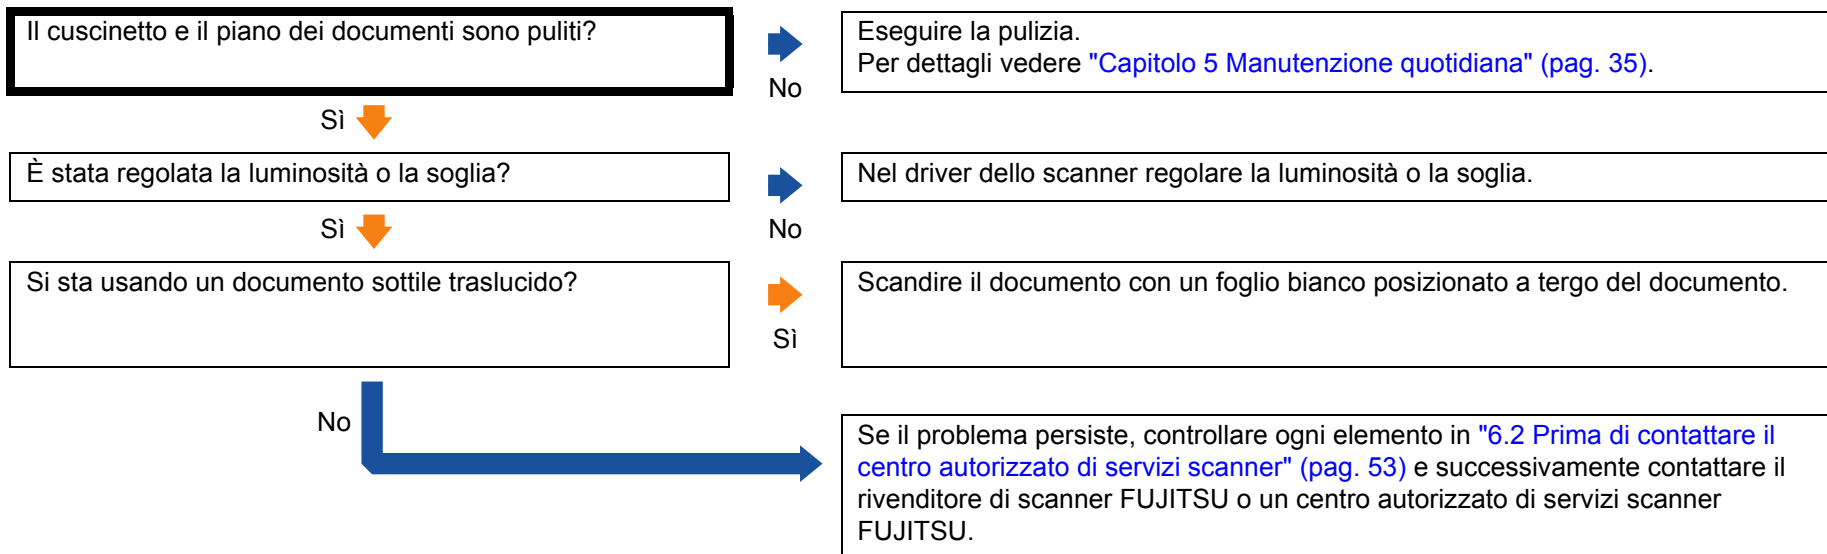 Il cuscinetto e il piano dei documenti sono puliti?
No
Eseguire la pulizia.
Per dettagli vedere "Capitolo 5 Manutenzione quotidiana" (pag. 35).
Sì
È stata regolata la luminosità o la soglia?
No
Nel driver dello scanner regolare la luminosità o la soglia.
Sì
Si sta usando un documento sottile traslucido?
Sì
Scandire il documento con un foglio bianco posizionato a tergo del documento.
No
Se il problema persiste, controllare ogni elemento in "6.2 Prima di contattare il
centro autorizzato di servizi scanner" (pag. 53) e successivamente contattare il
rivenditore di scanner FUJITSU o un centro autorizzato di servizi scanner
FUJITSU.